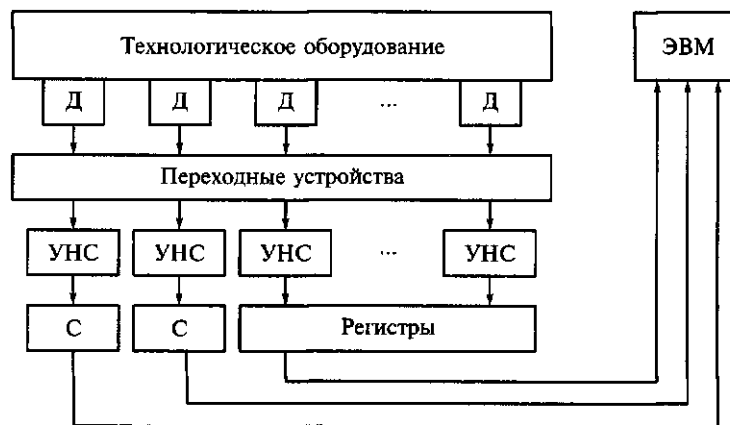 Технологическое оборудование
ЭВМ
Д Д Д ... Д
Переходные устройства
УНС УНС УНС ... УНС
С С Регистры